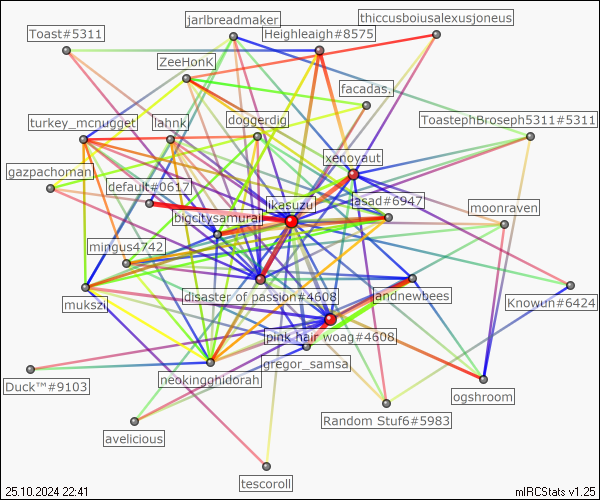 jarlbreadmaker
thiccusboiusalexusjoneus
Toast#5311
Heighleaigh#8575
ZeeHonK
facadas.
turkey_mcnugget
lahnk
doggerdig
ToastephBroseph5311#5311
xenoyaut
gazpachoman
default#0617
likasuzu
asad#6947
moonraven
bigcitysamurai
mingus4742
mukszi
disaster of passion#4608
andnewbees
Knowun#6424
pink hair woag#4608
gregor_samsa
neokingghidorah
Duck™#9103
ogshroom
Random Stuf6#5983
avelicious
tescoroll
25.10.2024 22:41
mIRCStats v1.25